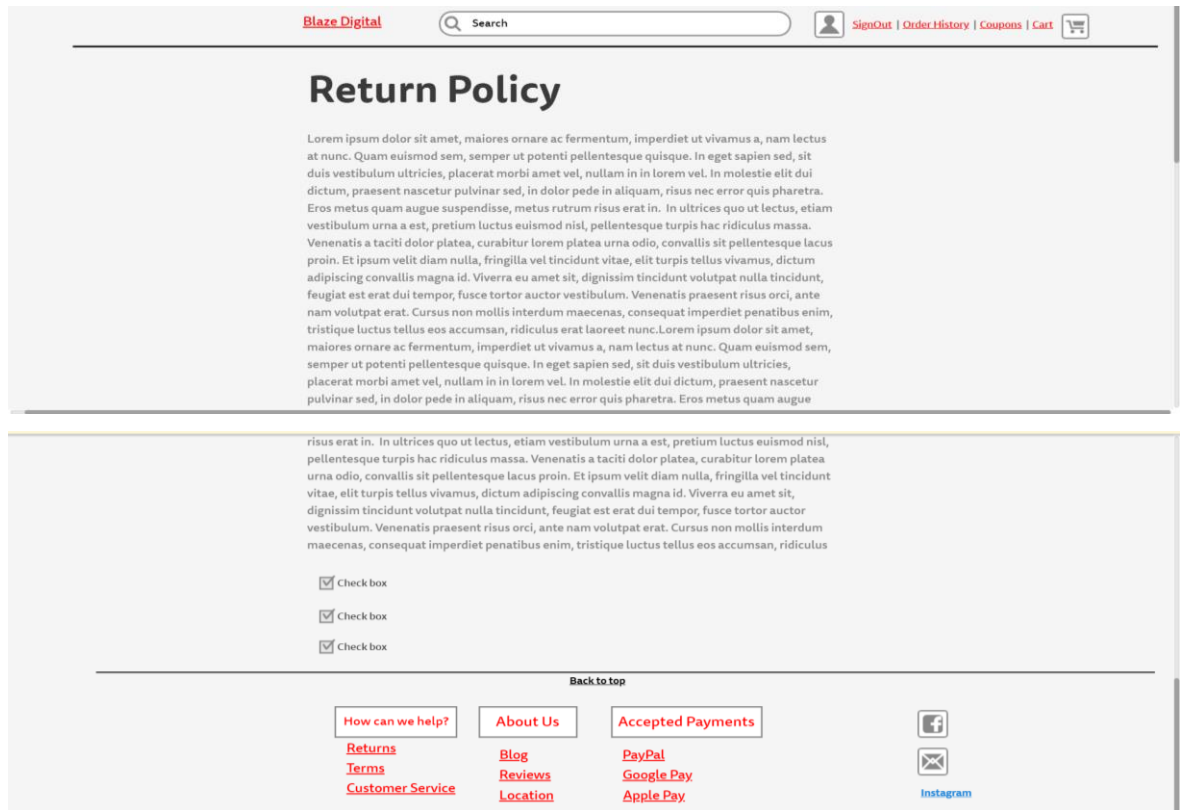 Blaze Digital
Search
SignOut | Order History | Coupons | Cart
Return Policy
Lorem ipsum dolor sit amet, maiores ornare ac fermentum, imperdiet ut vivamus a, nam lectus
at nunc. Quam euismod sem, semper ut potenti pellentesque quisque. In eget sapien sed, sit
duis vestibulum ultricies, placerat morbi amet vel, nullam in in lorem vel. In molestie elit dui
dictum, praesent nascetur pulvinar sed, in dolor pede in aliquam, risus nec error quis pharetra.
Eros metus quam augue suspendisse, metus rutrum risus erat in. In ultrices quo ut lectus, etiam
vestibulum urna a est, pretium luctus euismod nisl, pellentesque turpis hac ridiculus massa.
Venenatis a taciti dolor platea, curabitur lorem platea urna odio, convallis sit pellentesque lacus
proin. Et ipsum velit diam nulla, fringilla vel tincidunt vitae, elit turpis tellus vivamus, dictum
adipiscing convallis magna id. Viverra eu amet sit, dignissim tincidunt volutpat nulla tincidunt,
feugiat est erat dui tempor, fusce tortor auctor vestibulum. Venenatis praesent risus orci, ante
nam volutpat erat. Cursus non mollis interdum maecenas, consequat imperdiet penatibus enim,
tristique luctus tellus eos accumsan, ridiculus erat laoreet nunc.Lorem ipsum dolor sit amet,
maiores ornare ac fermentum, imperdiet ut vivamus a, nam lectus at nunc. Quam euismod sem,
semper ut potenti pellentesque quisque. In eget sapien sed, sit duis vestibulum ultricies,
placerat morbi amet vel, nullam in in lorem vel. In molestie elit dui dictum, praesent nascetur
pulvinar sed, in dolor pede in aliquam, risus nec error quis pharetra. Eros metus quam augue
risus erat in. In ultrices quo ut lectus, etiam vestibulum urna a est, pretium luctus euismod nisl,
pellentesque turpis hac ridiculus massa. Venenatis a taciti dolor platea, curabitur lorem platea
urna odio, convallis sit pellentesque lacus proin. Et ipsum velit diam nulla, fringilla vel tincidunt
vitae, elit turpis tellus vivamus, dictum adipiscing convallis magna id. Viverra eu amet sit,
dignissim tincidunt volutpat nulla tincidunt, feugiat est erat dui tempor, fusce tortor auctor
vestibulum. Venenatis praesent risus orci, ante nam volutpat erat. Cursus non mollis interdum
maecenas, consequat imperdiet penatibus enim, tristique luctus tellus eos accumsan, ridiculus
Check box
Check box
Check box
Back to top
How can we help?
Returns
Terms
Customer Service
About Us
Blog
Reviews
Location
Accepted Payments
PayPal
Google Pay
Apple Pay
Instagram